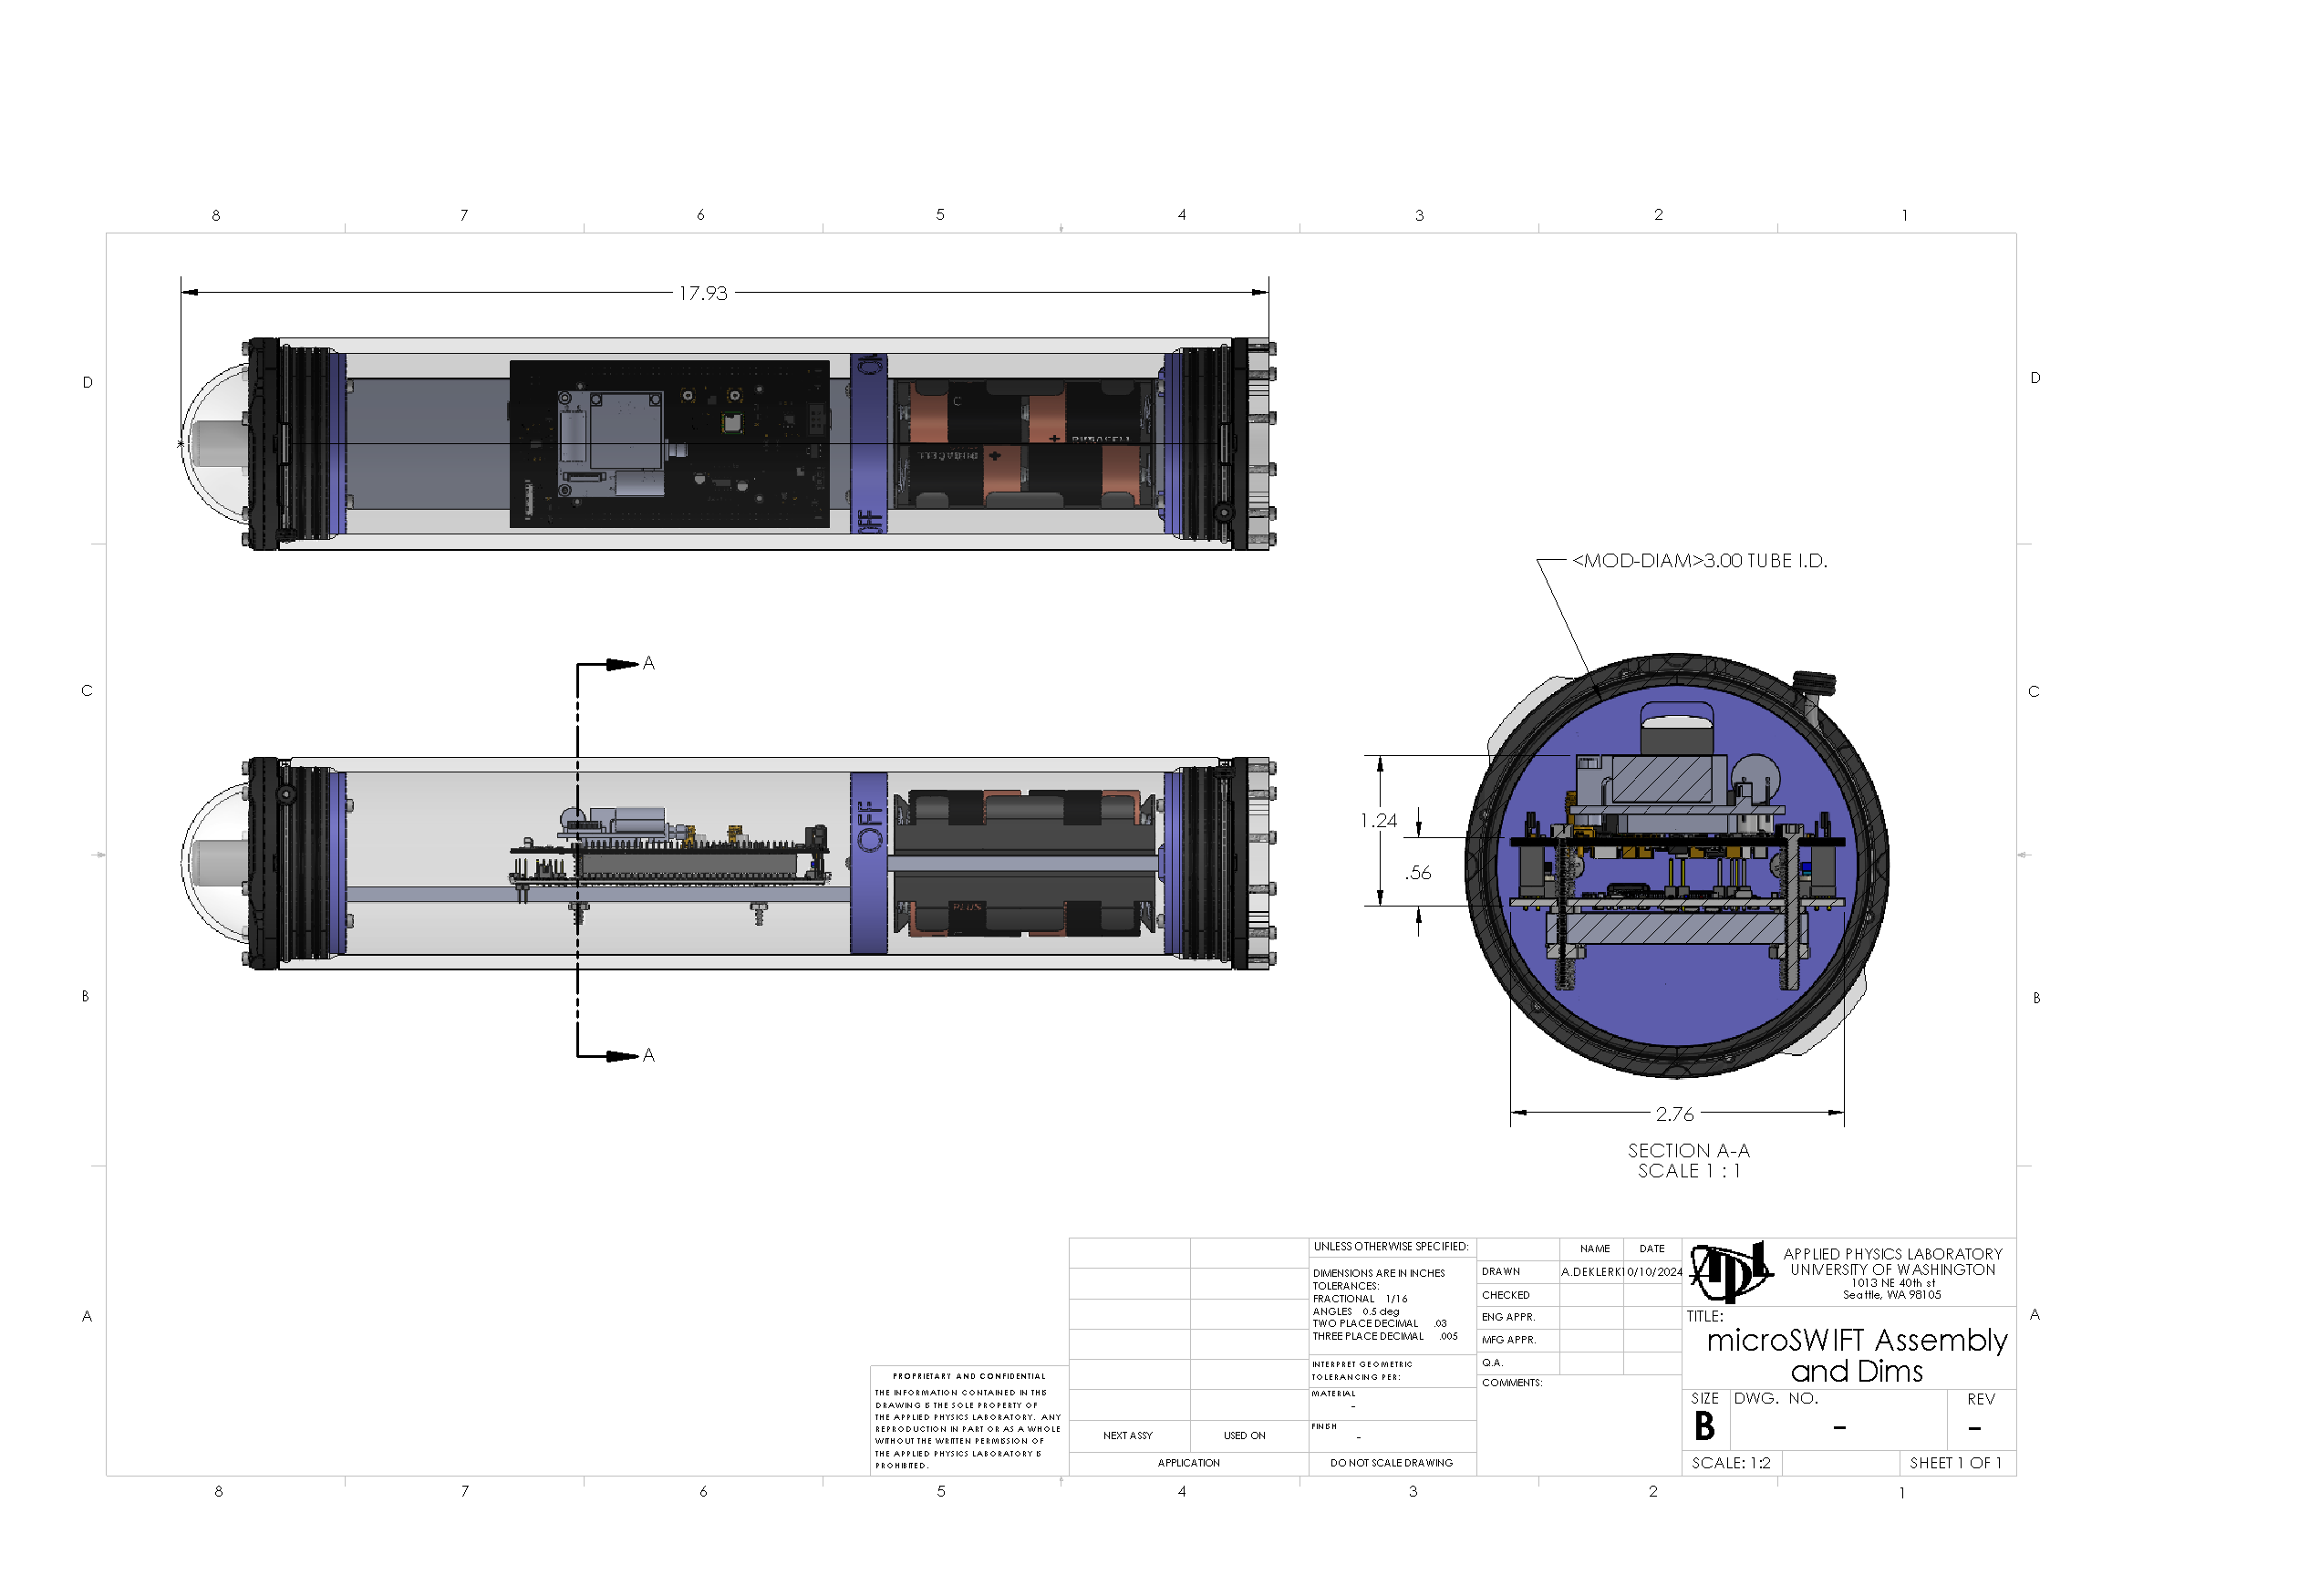 8 7 6 5 4 3 2 1
17.93
D D
ON
OFF
C
DURACELL
DURACELL
<MOD-DIAM>3.00 TUBE I.D.
A
C C
OFF
1.24
.56
PLUS
B B
A
2.76
SECTION A-A
SCALE 1 : 1
A A
UNLESS OTHERWISE SPECIFIED:
DIMENSIONS ARE IN INCHES
TOLERANCES:
FRACTIONAL 1/16
ANGLES 0.5 deg
TWO PLACE DECIMAL .03
THREE PLACE DECIMAL .005
INTERPRET GEOMETRIC
TOLERANCING PER:
MATERIAL
-
FINISH
-
DO NOT SCALE DRAWING
NAME DATE
DRAWN A.DEKLERK 10/10/2024
CHECKED
ENG APPR.
MFG APPR.
Q.A.
COMMENTS:
APL
APPLIED PHYSICS LABORATORY
UNIVERSITY OF WASHINGTON
1013 NE 40th st
Seattle, WA 98105
TITLE:
microSWIFT Assembly
and Dims
SIZE DWG. NO. REV
B - -
SCALE: 1:2 SHEET 1 OF 1
PROPRIETARY AND CONFIDENTIAL
THE INFORMATION CONTAINED IN THIS
DRAWING IS THE SOLE PROPERTY OF
THE APPLIED PHYSICS LABORATORY. ANY
REPRODUCTION IN PART OR AS A WHOLE
WITHOUT THE WRITTEN PERMISSION OF
THE APPLIED PHYSICS LABORATORY IS
PROHIBITED.
NEXT ASSY USED ON
APPLICATION
8 7 6 5 4 3 2 1